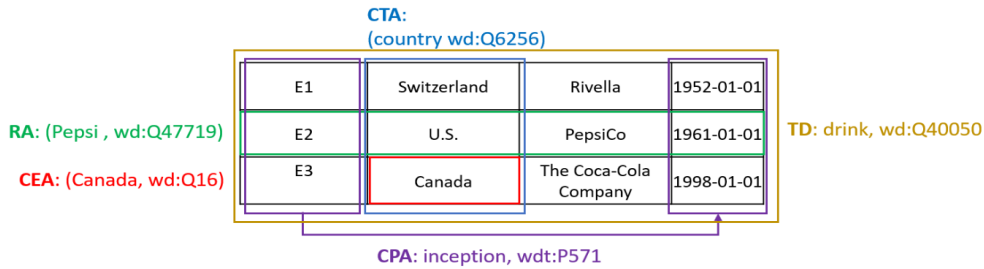 CTA:
(country wd:Q6256)
E1 Switzerland Rivella 1952-01-01
RA: (Pepsi , wd:Q47719)
E2 U.S. PepsiCo 1961-01-01
TD: drink, wd:Q40050
CEA: (Canada, wd:Q16)
E3 Canada The Coca-Cola
Company 1998-01-01
CPA: inception, wdt:P571